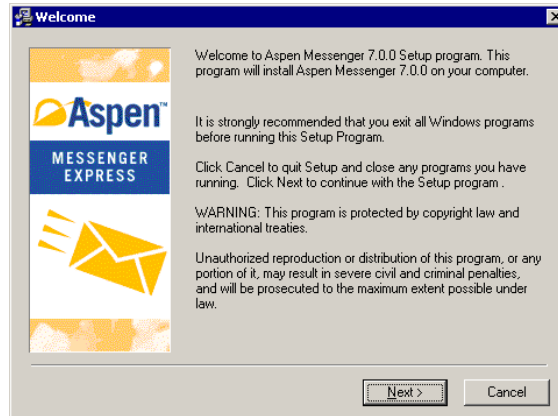 Welcome
Welcome to Aspen Messenger 7.0.0 Setup program. This
program will install Aspen Messenger 7.0.0 on your computer.
Aspen™
It is strongly recommended that you exit all Windows programs
before running this Setup Program.
MESSENGER
EXPRESS
Click Cancel to quit Setup and close any programs you have
running. Click Next to continue with the Setup program .
WARNING: This program is protected by copyright law and
international treaties.
Unauthorized reproduction or distribution of this program, or any
portion of it, may result in severe civil and criminal penalties,
and will be prosecuted to the maximum extent possible under
law.
Next >
Cancel